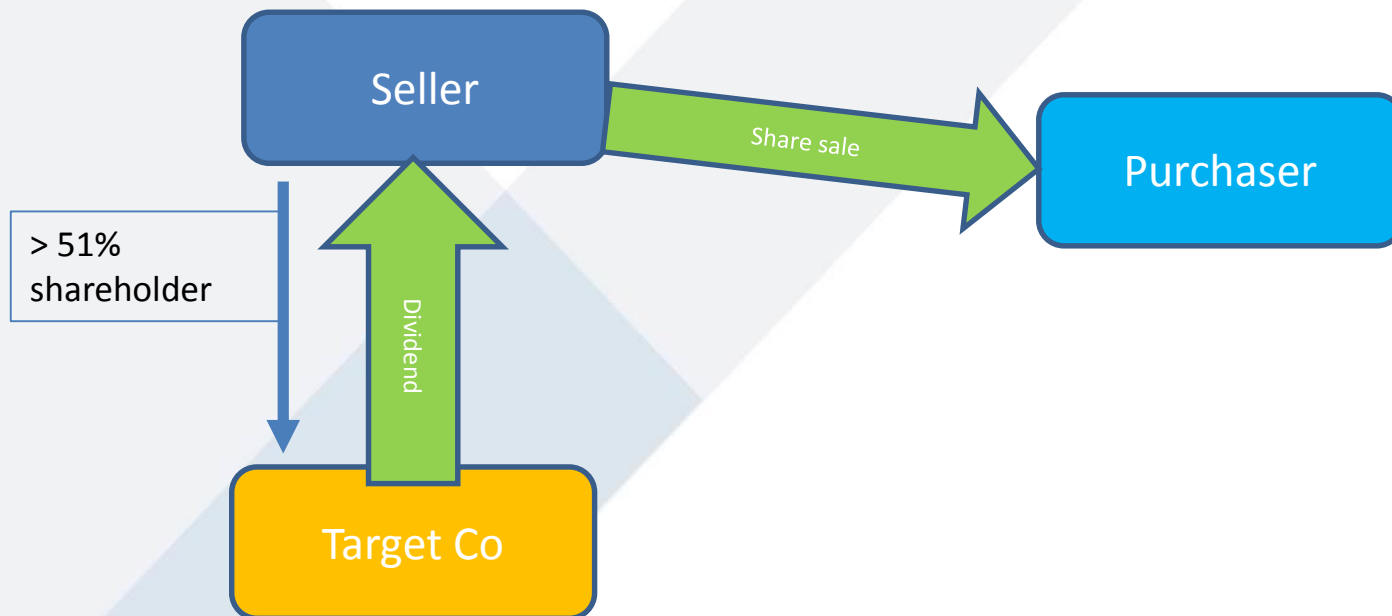 Seller
Share sale
Purchaser
> 51%
shareholder
Dividend
Target Co